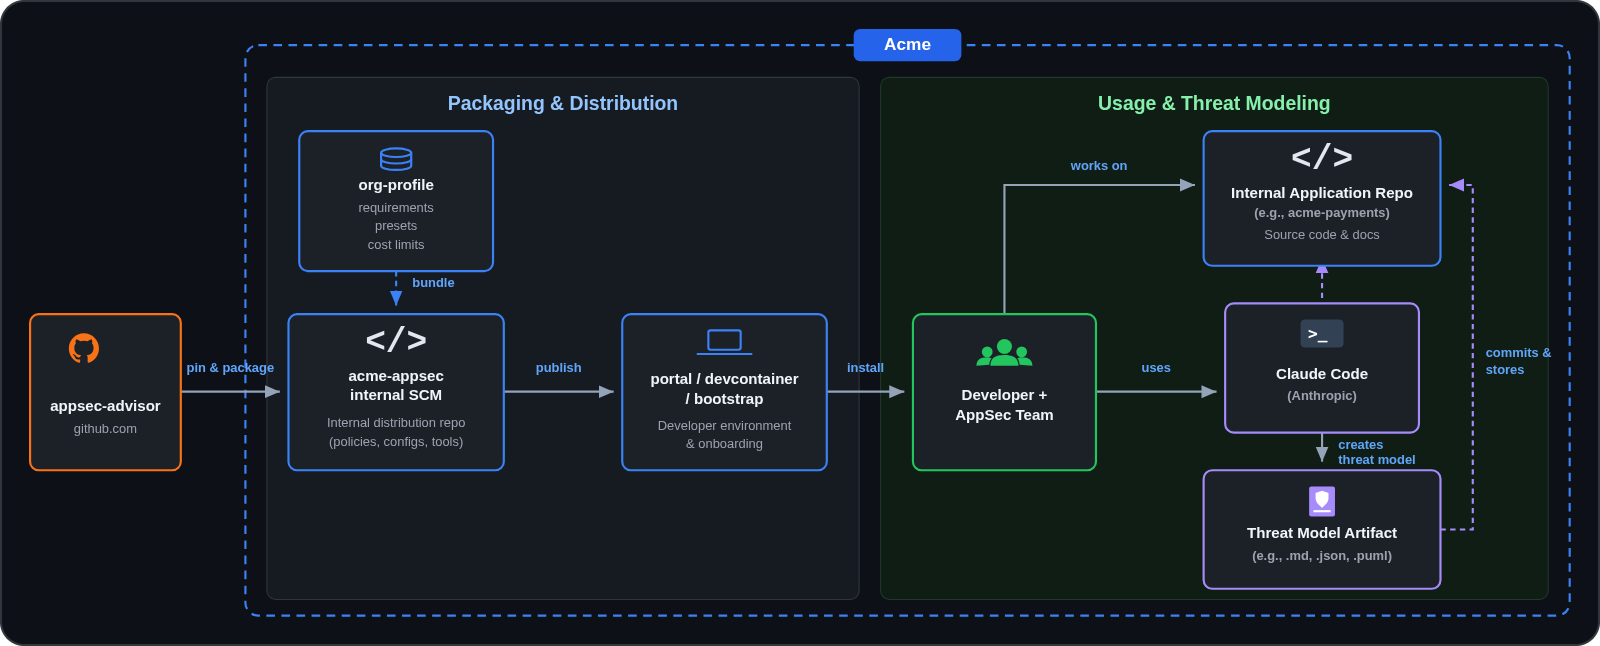 Acme
Packaging & Distribution
org-profile
requirements
presets
cost limits
bundle
appsec-advisor
github.com
pin & package
</>
acme-appsec
internal SCM
Internal distribution repo
(policies, configs, tools)
publish
portal / devcontainer
/ bootstrap
Developer environment
& onboarding
install
Usage & Threat Modeling
Developer +
AppSec Team
works on
</>
Internal Application Repo
(e.g., acme-payments)
Source code & docs
uses
>_
Claude Code
(Anthropic)
creates
threat model
Threat Model Artifact
(e.g., .md, .json, .puml)
commits &
stores